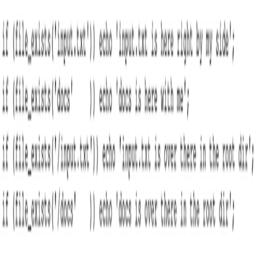 if (file_exists('input.txt')) echo 'input.txt is here right by my side';
if (file_exists('docs'     )) echo 'docs is here with me';
if (file_exists('/input.txt')) echo 'input.txt is over there in the root dir';
if (file_exists('/docs'     )) echo 'docs is over there in the root dir';